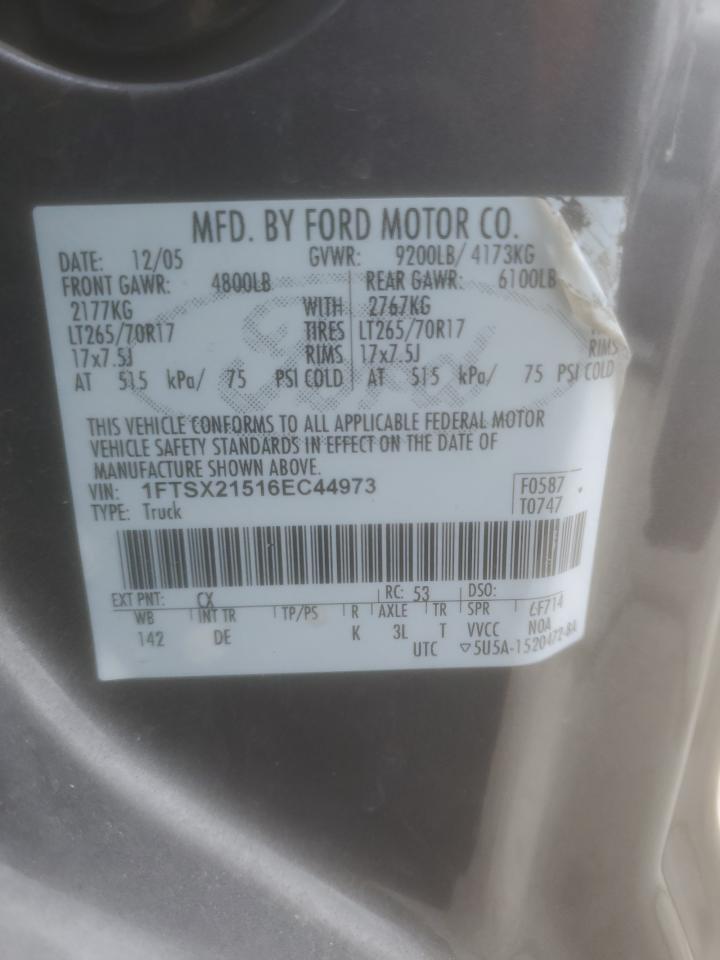 MFD. BY FORD MOTOR CO.
DATE: 12/05 GVWR: 9200LB/ 4173KG
FRONT GAWR: 4800LB REAR GAWR: 6100LB
2177KG WITH 2767KG
LT265/70R17 TIRES LT265/70R17
17x7.5J RIMS 17x7.5J RIMS
AT 515 kPa/ 75 PSI COLD AT 515 kPa/ 75 PSI COLD
THIS VEHICLE CONFORMS TO ALL APPLICABLE FEDERAL MOTOR
VEHICLE SAFETY STANDARDS IN EFFECT ON THE DATE OF
MANUFACTURE SHOWN ABOVE.
VIN: 1FTSX21516EC44973 F0587
TYPE: Truck T0747
EXT PNT: CX RC: 53 DSO:
WB INT TR TP/PS R AXLE TR SPR 6F714
142 DE K 3L T VVCC NOA
UTC ▽5U5A-1520472-BA